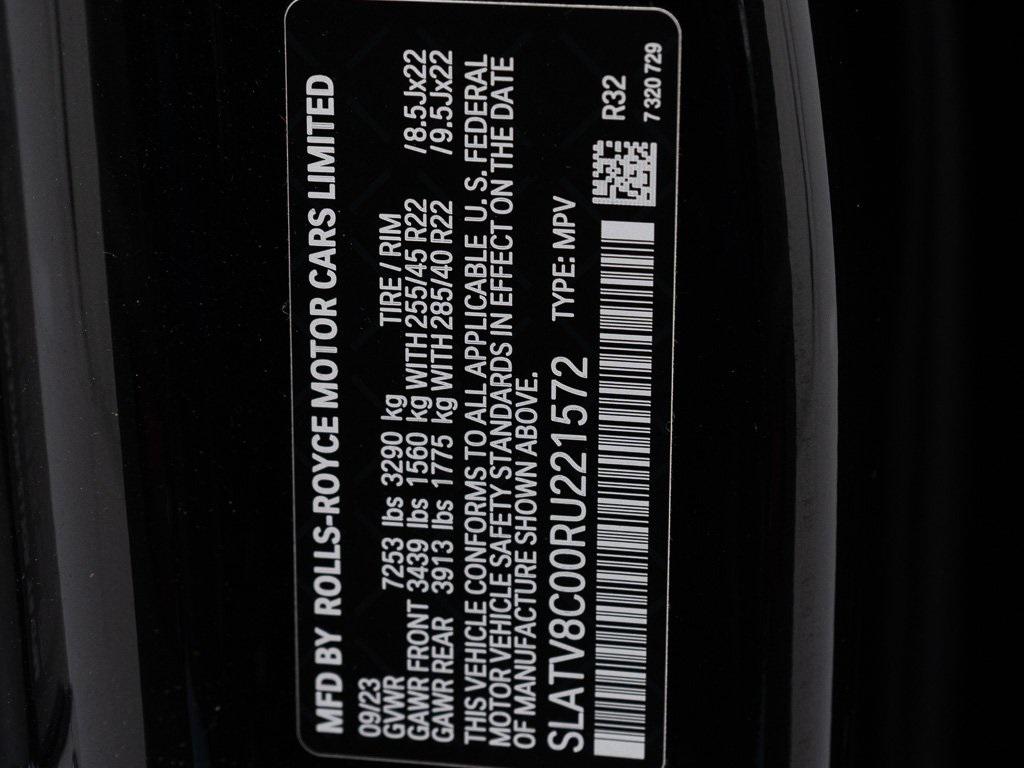 MFD BY ROLLS-ROYCE MOTOR CARS LIMITED
09/23
GVWR 7253 lbs 3290 kg TIRE / RIM
GAWR FRONT 3439 lbs 1560 kg WITH 255/45 R22 /8.5Jx22
GAWR REAR 3913 lbs 1775 kg WITH 285/40 R22 /9.5Jx22
THIS VEHICLE CONFORMS TO ALL APPLICABLE U.S. FEDERAL
MOTOR VEHICLE SAFETY STANDARDS IN EFFECT ON THE DATE
OF MANUFACTURE SHOWN ABOVE.
SLATV8C00RU221572 TYPE: MPV
R32
7 320 729